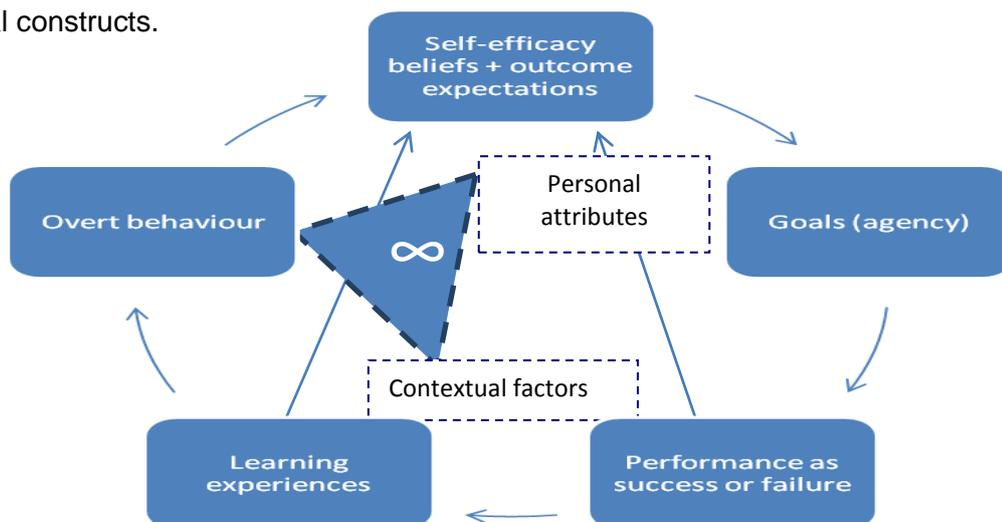 l constructs.
Self-efficacy
beliefs + outcome
expectations
Personal
attributes
Overt behaviour
∞
Goals (agency)
Contextual factors
Learning
experiences
Performance as
success or failure